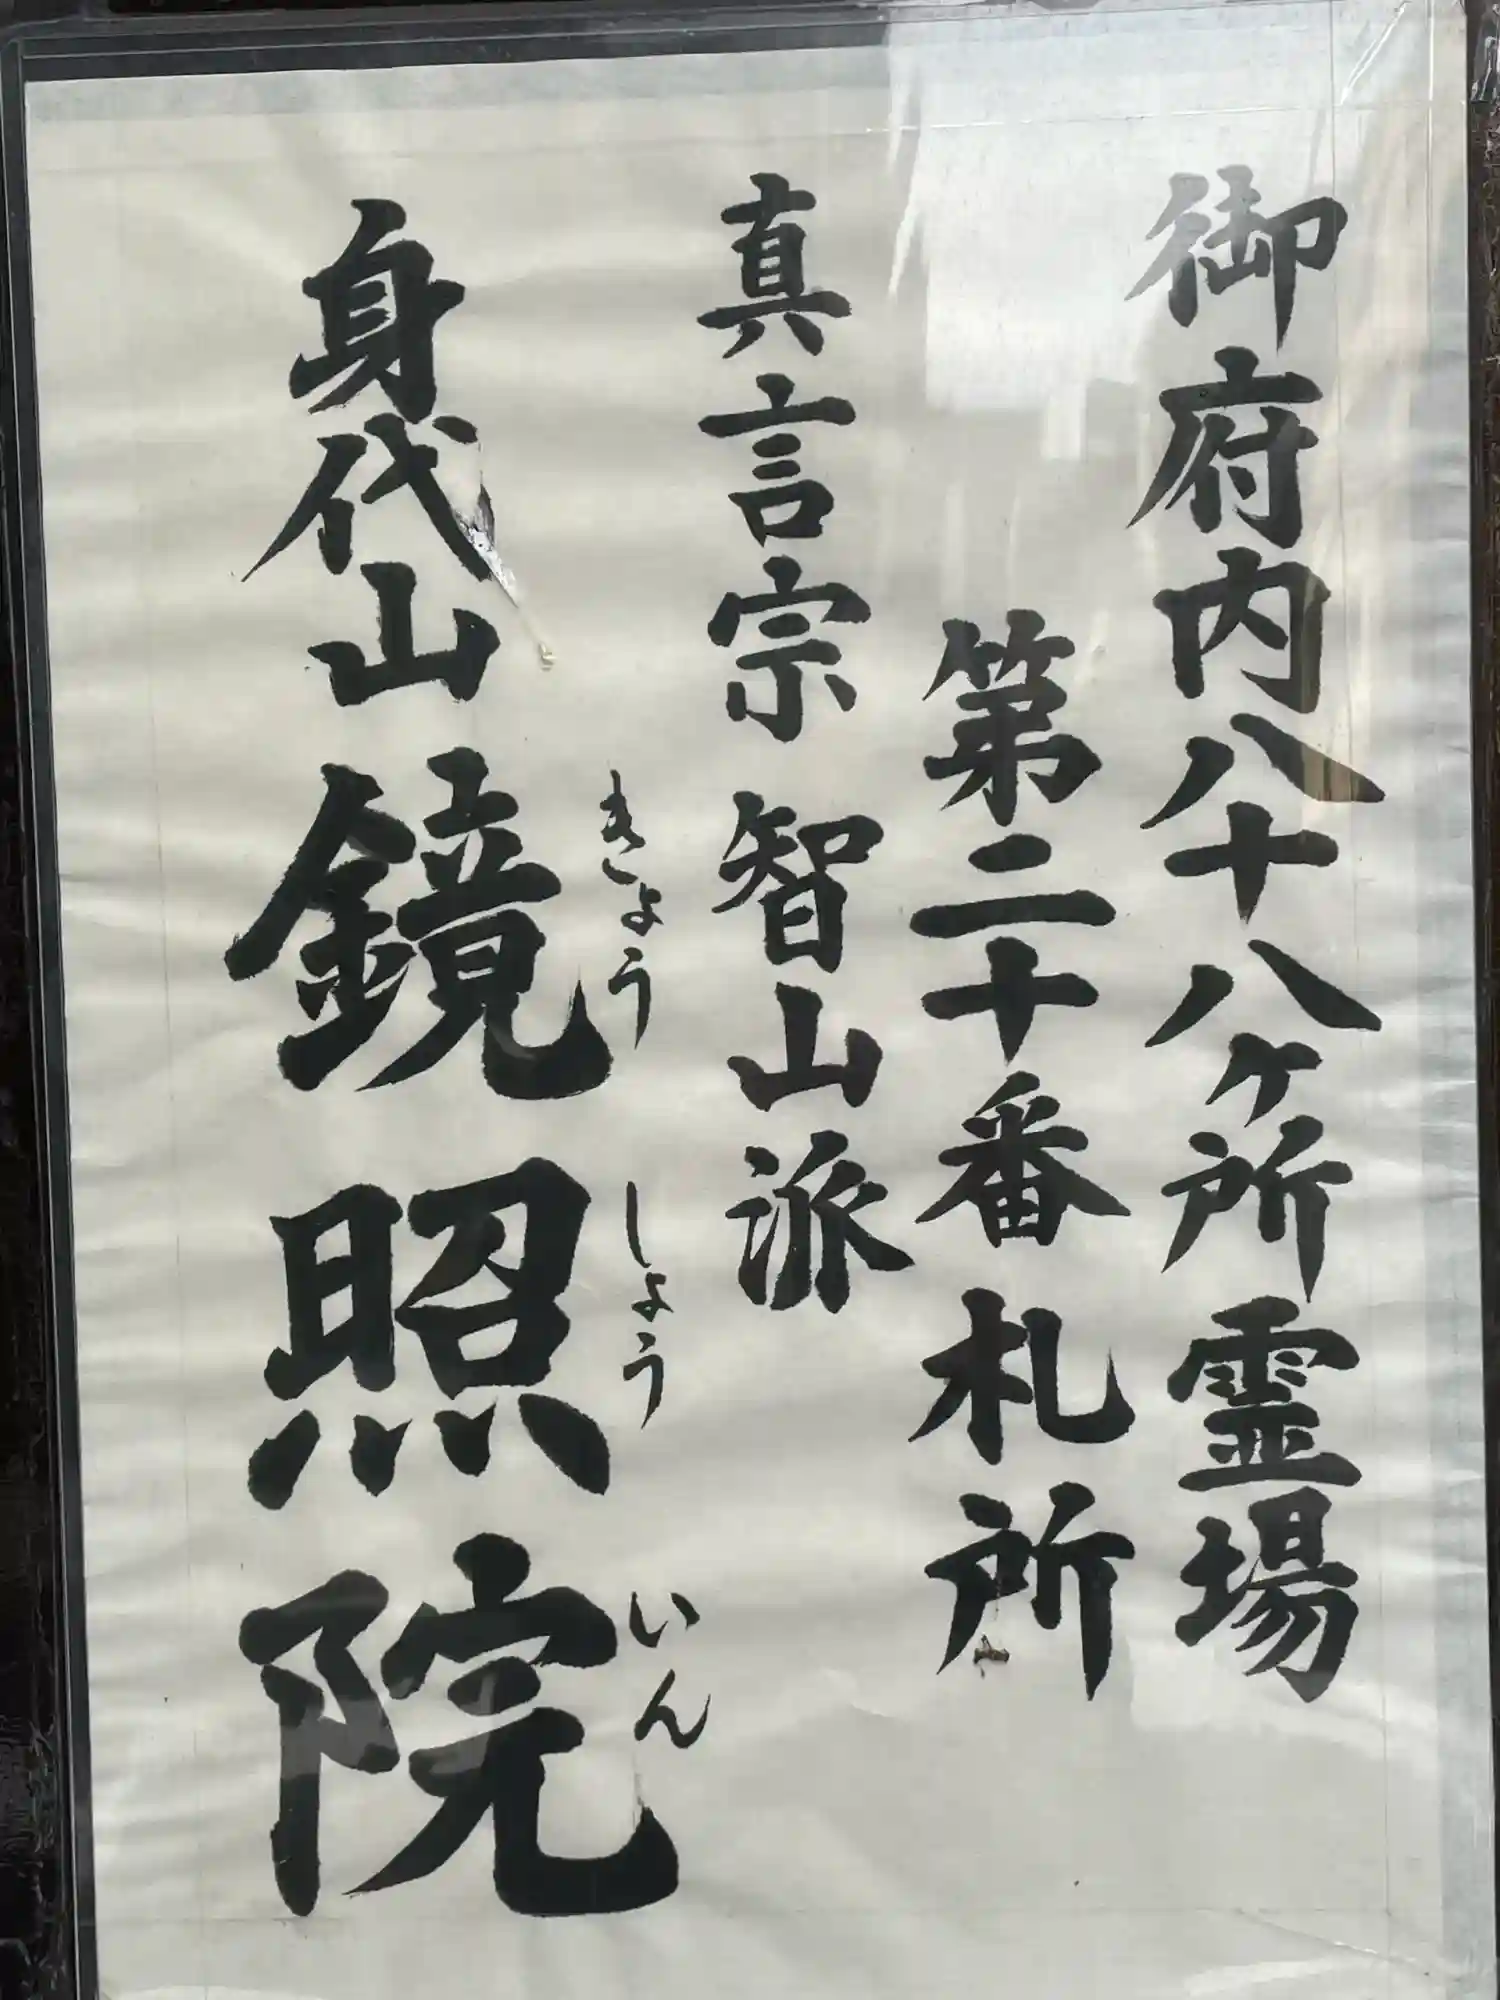 御府内八十八ヶ所霊場
第二十番札所
真言宗智山派
身代山鏡照院
きょうしょういん